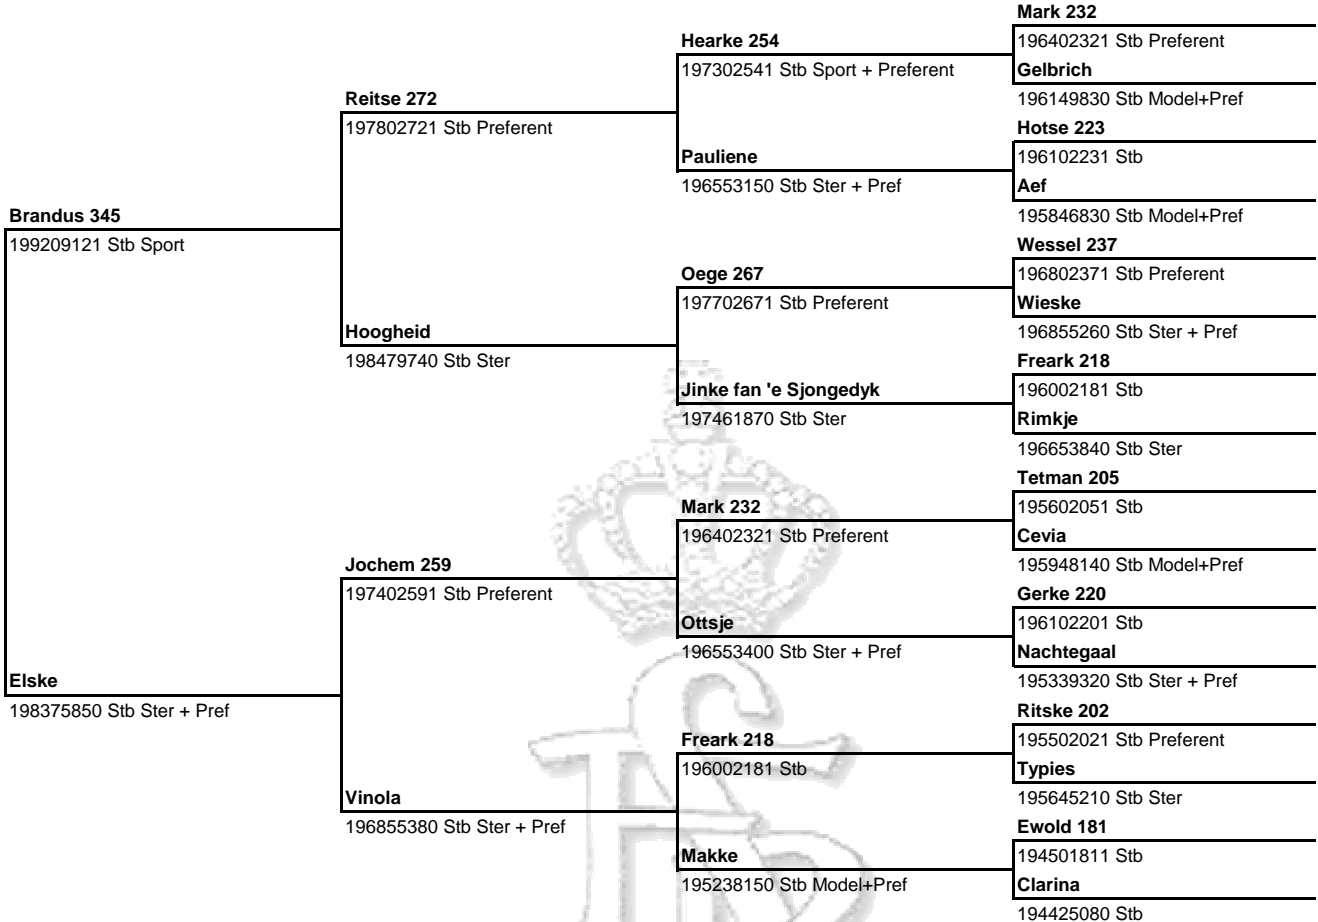 Brandus 345
199209121 Stb Sport
Elske
198375850 Stb Ster + Pref
Reitse 272
197802721 Stb Preferent
Hoogheid
198479740 Stb Ster
Jochem 259
197402591 Stb Preferent
Vinola
196855380 Stb Ster + Pref
Hearke 254
197302541 Stb Sport + Preferent
Pauliene
196553150 Stb Ster + Pref
Oege 267
197702671 Stb Preferent
Jinke fan 'e Sjongedyk
197461870 Stb Ster
Mark 232
196402321 Stb Preferent
Ottsje
196553400 Stb Ster + Pref
Freark 218
196002181 Stb
Makke
195238150 Stb Model+Pref
Mark 232
196402321 Stb Preferent
Gelbrich
196149830 Stb Model+Pref
Hotse 223
196102231 Stb
Aef
195846830 Stb Model+Pref
Wessel 237
196802371 Stb Preferent
Wieske
196855260 Stb Ster + Pref
Freark 218
196002181 Stb
Rimkje
196653840 Stb Ster
Tetman 205
195602051 Stb
Cevia
195948140 Stb Model+Pref
Gerke 220
196102201 Stb
Nachtegaal
195339320 Stb Ster + Pref
Ritske 202
195502021 Stb Preferent
Typies
195645210 Stb Ster
Ewold 181
194501811 Stb
Clarina
194425080 Stb